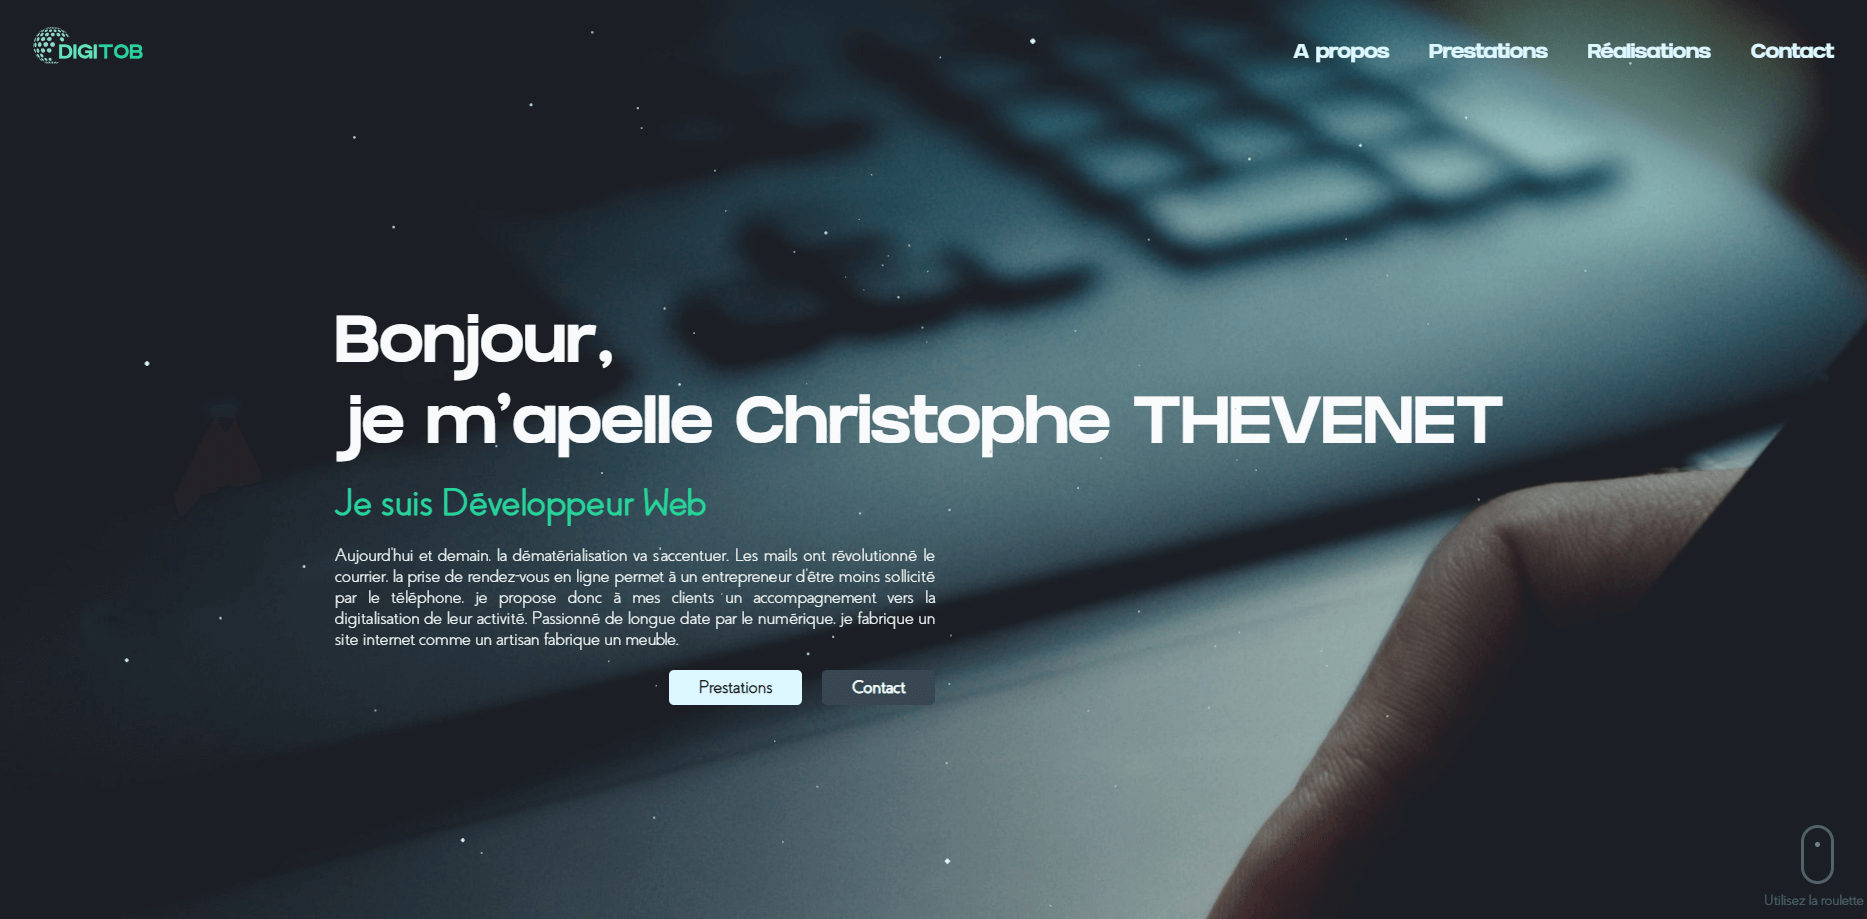 DIGITOB
A propos Prestations Réalisations Contact
Bonjour,
je m'apelle Christophe THEVENET
Je suis Développeur Web
Aujourd'hui et demain, la dématérialisation va s'accentuer. Les mails ont révolutionné le
courrier, la prise de rendez-vous en ligne permet à un entrepreneur d'être moins sollicité
par le téléphone, je propose donc à mes clients un accompagnement vers la
digitalisation de leur activité. Passionné de longue date par le numérique, je fabrique un
site internet comme un artisan fabrique un meuble.
Prestations Contact
Utilisez la roulette